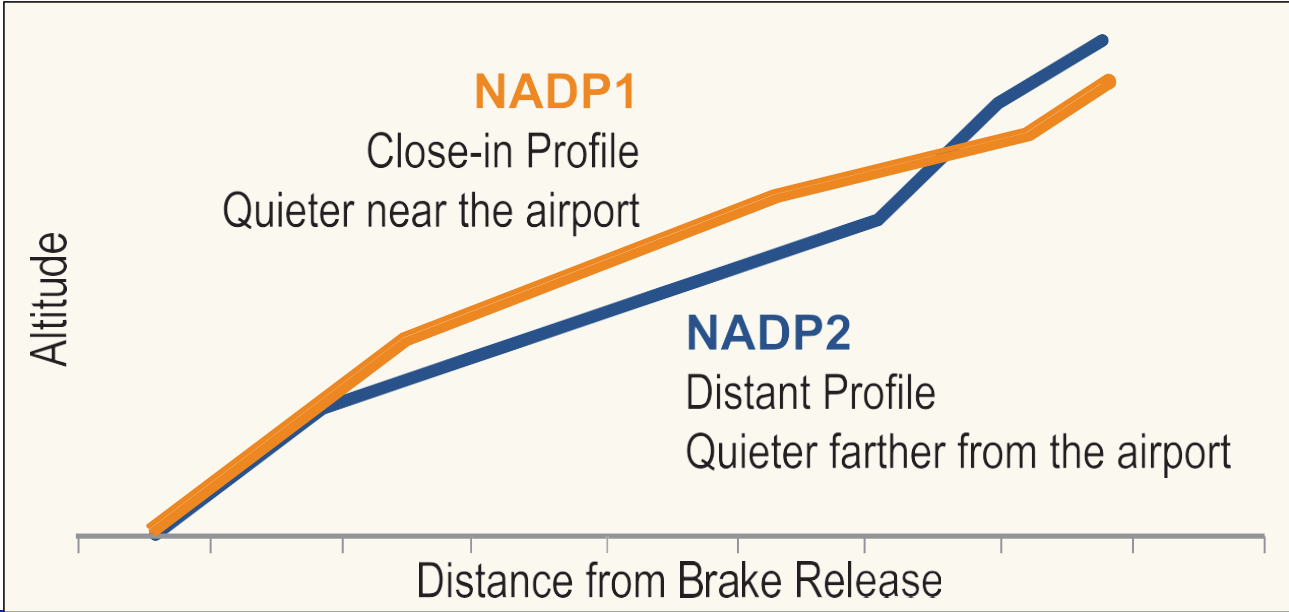 NADP1
Close-in Profile
Quieter near the airport
Altitude
NADP2
Distant Profile
Quieter farther from the airport
Distance from Brake Release